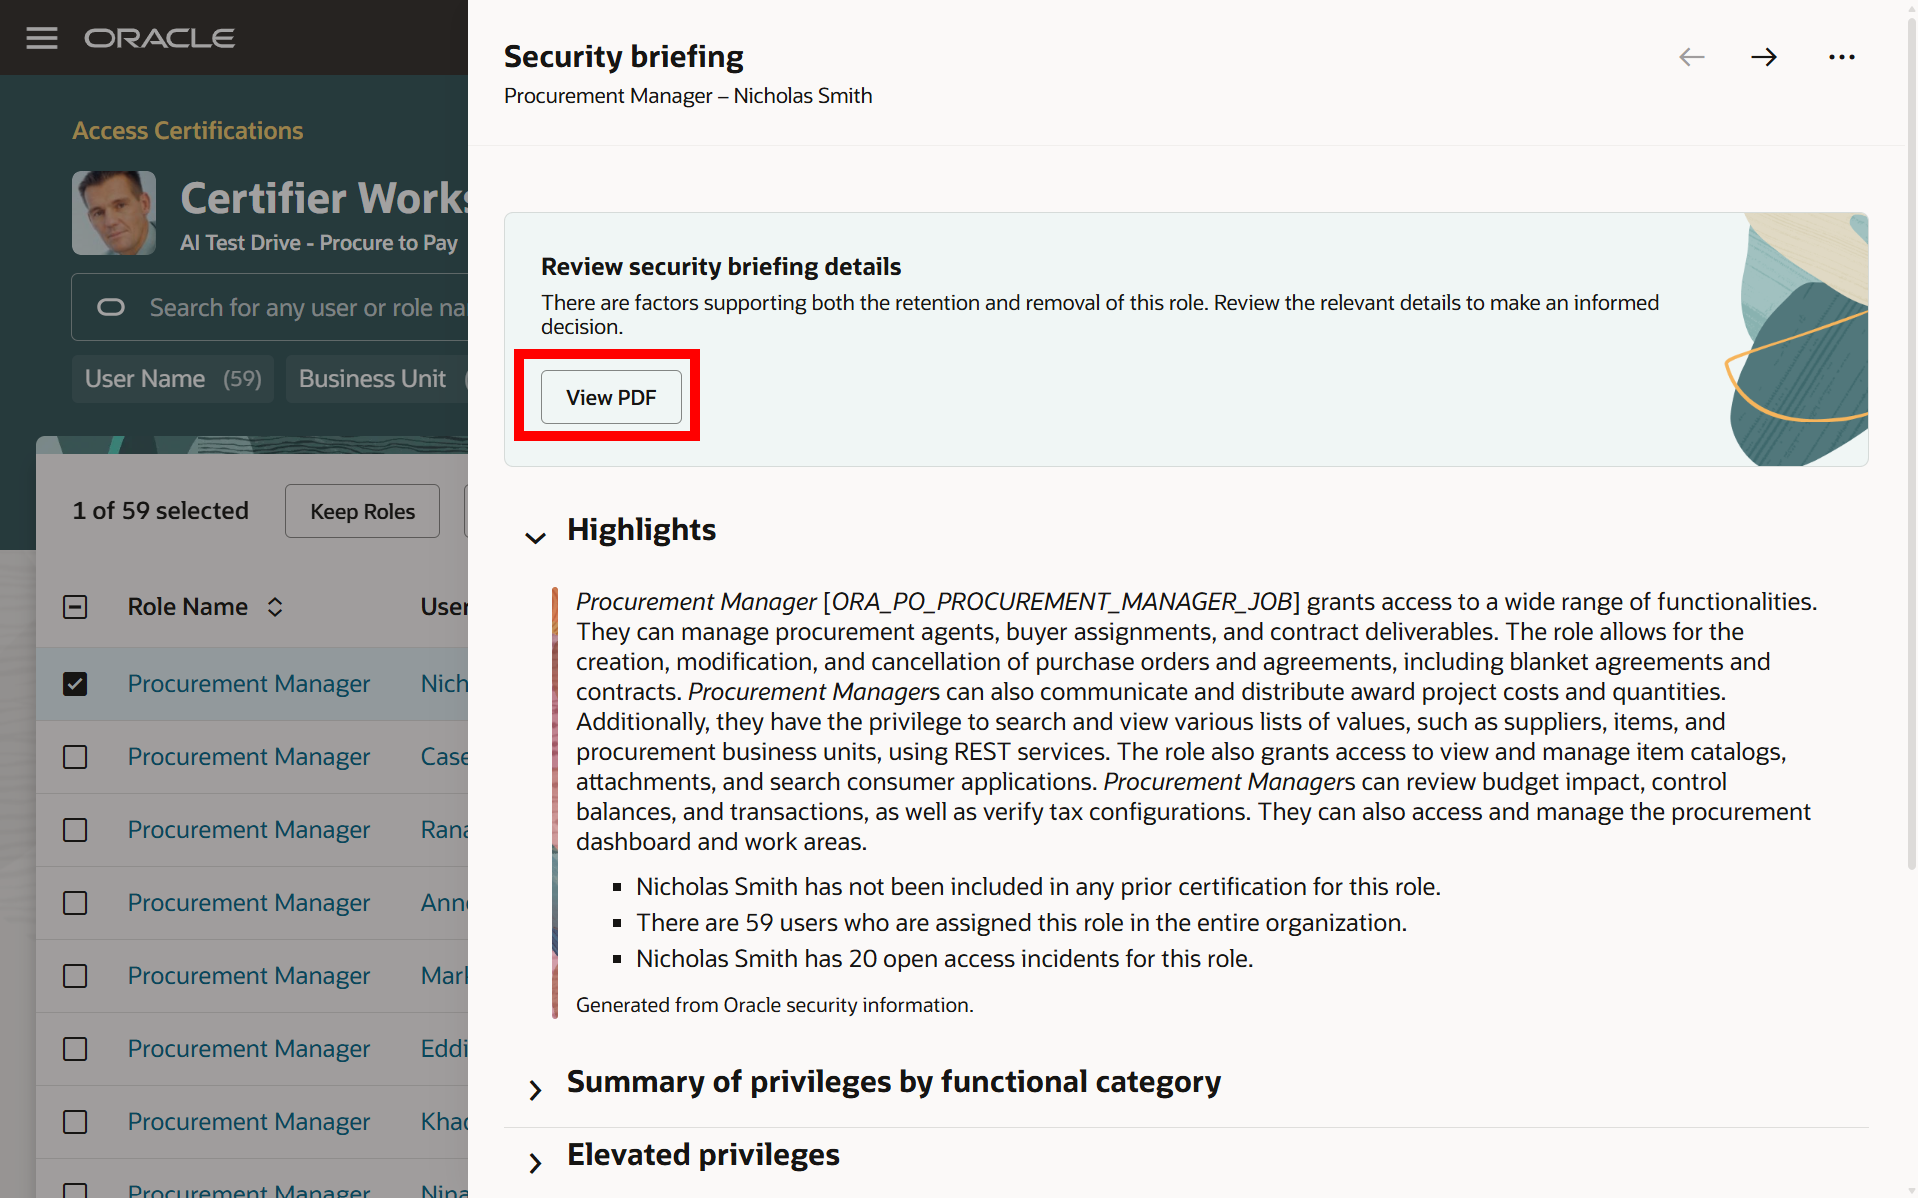 ORACLE
Access Certifications
Certifier Works
AI Test Drive - Procure to Pay
Search for any user or role na
User Name (59)
Business Unit
1 of 59 selected
Keep Roles
Role Name
User
Procurement Manager Nich
Procurement Manager Case
Procurement Manager Rana
Procurement Manager Anne
Procurement Manager Mark
Procurement Manager Eddi
Procurement Manager Khad
Procurement Manager Nina
Security briefing
Procurement Manager – Nicholas Smith
Review security briefing details
There are factors supporting both the retention and removal of this role. Review the relevant details to make an informed
decision.
View PDF
Highlights
Procurement Manager [ORA_PO_PROCUREMENT_MANAGER_JOB] grants access to a wide range of functionalities.
They can manage procurement agents, buyer assignments, and contract deliverables. The role allows for the
creation, modification, and cancellation of purchase orders and agreements, including blanket agreements and
contracts. Procurement Managers can also communicate and distribute award project costs and quantities.
Additionally, they have the privilege to search and view various lists of values, such as suppliers, items, and
procurement business units, using REST services. The role also grants access to view and manage item catalogs,
attachments, and search consumer applications. Procurement Managers can review budget impact, control
balances, and transactions, as well as verify tax configurations. They can also access and manage the procurement
dashboard and work areas.
Nicholas Smith has not been included in any prior certification for this role.
There are 59 users who are assigned this role in the entire organization.
Nicholas Smith has 20 open access incidents for this role.
Generated from Oracle security information.
Summary of privileges by functional category
Elevated privileges